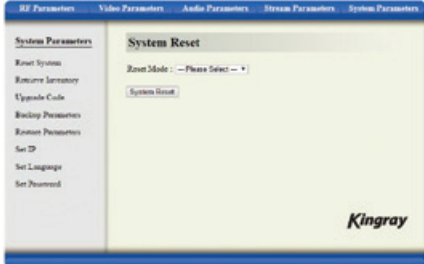 RF Parameters Video Parameters Audio Parameters Stream Parameters System Parameters
System Parameters
Reset System
Retrieve Inventory
Upgrade Code
Backup Parameters
Restore Parameters
Set IP
Set Language
Set Password
System Reset
Reset Mode : --- Please Select ---
System Reset
Kingray